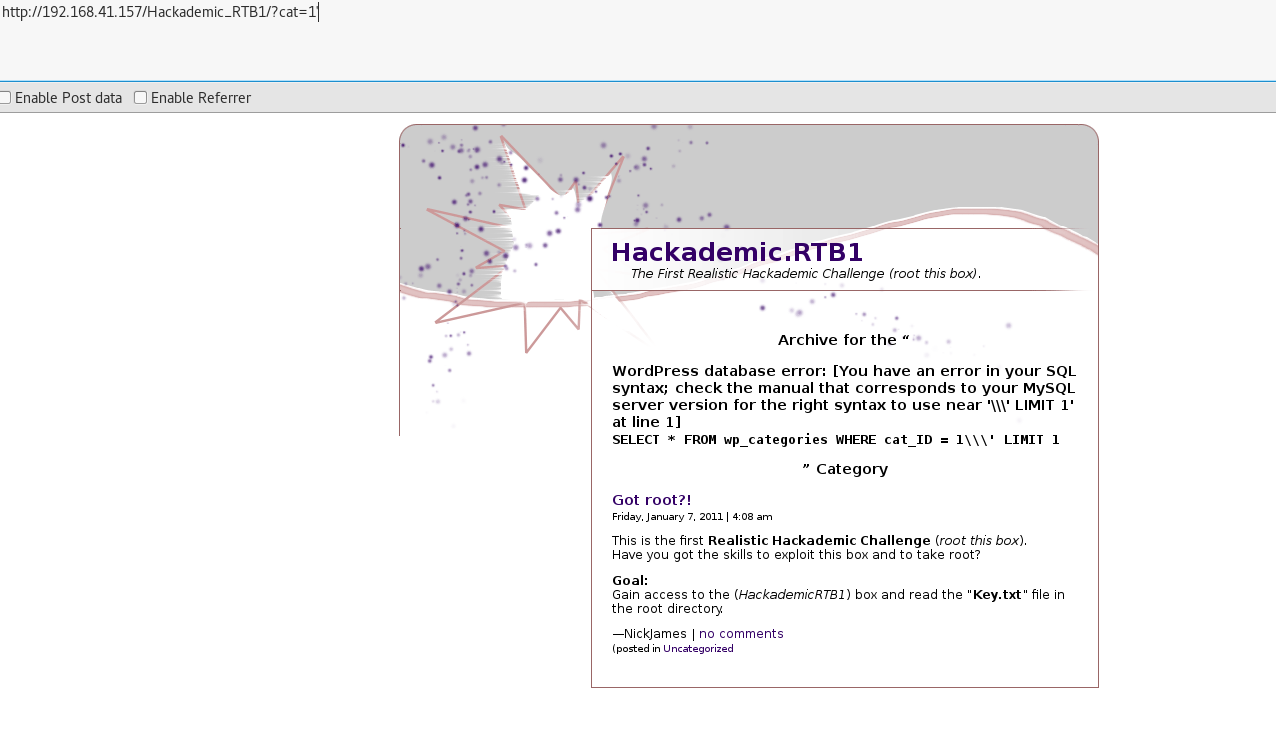 http://192.168.41.157/Hackademic_RTB1/?cat=1'
Enable Post data Enable Referrer
Hackademic.RTB1
The First Realistic Hackademic Challenge (root this box).
Archive for the “
WordPress database error: [You have an error in your SQL
syntax; check the manual that corresponds to your MySQL
server version for the right syntax to use near '\\\' LIMIT 1'
at line 1]
SELECT * FROM wp_categories WHERE cat_ID = 1\\\' LIMIT 1
” Category
Got root?!
Friday, January 7, 2011 | 4:08 am
This is the first Realistic Hackademic Challenge (root this box).
Have you got the skills to exploit this box and to take root?
Goal:
Gain access to the (HackademicRTB1) box and read the "Key.txt" file in
the root directory.
—NickJames | no comments
(posted in Uncategorized